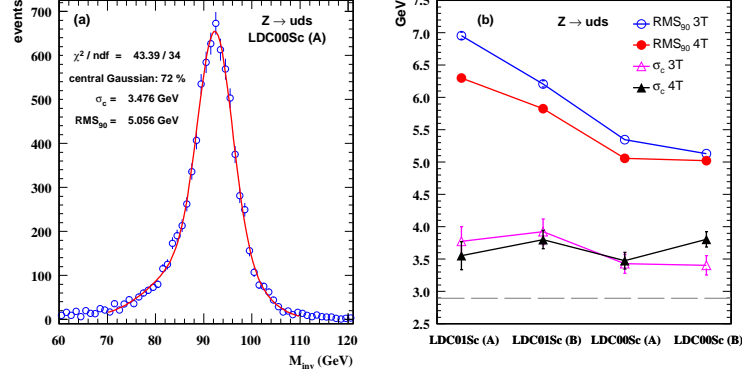 events
(a)
Z → uds
LDC00Sc (A)
χ² / ndf = 43.39 / 34
central Gaussian: 72 %
σc = 3.476 GeV
RMS90 = 5.056 GeV
700
600
500
400
300
200
100
0
60 70 80 90 100 110 120
Minv (GeV)
GeV
(b)
Z → uds
RMS90 3T
RMS90 4T
σc 3T
σc 4T
7.0
6.5
6.0
5.5
5.0
4.5
4.0
3.5
3.0
2.5
LDC01Sc (A) LDC01Sc (B) LDC00Sc (A) LDC00Sc (B)